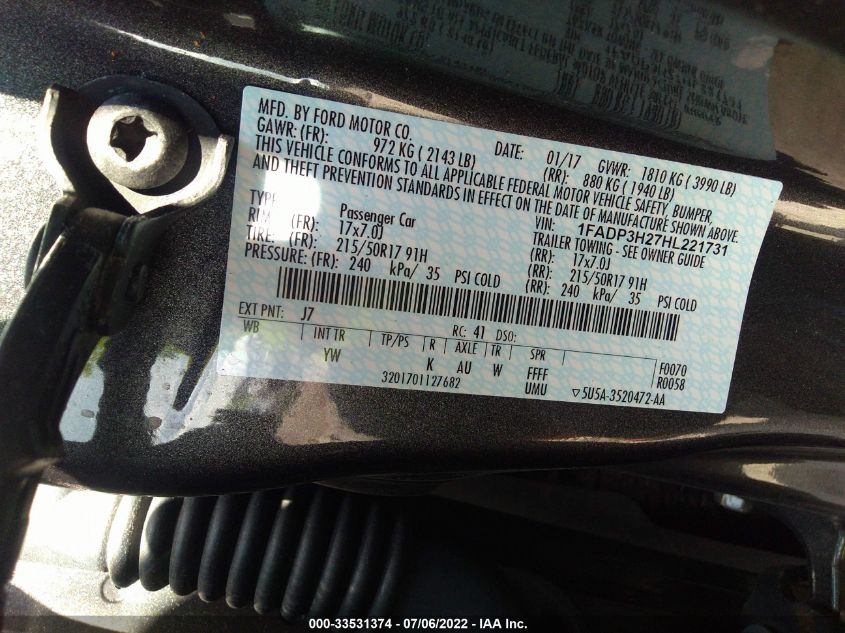 MFD. BY FORD MOTOR CO. DATE: 01/17 GVWR: 1810 KG ( 3990 LB)
GAWR: (FR): 972 KG ( 2143 LB) (RR): 880 KG ( 1940 LB)
THIS VEHICLE CONFORMS TO ALL APPLICABLE FEDERAL MOTOR VEHICLE SAFETY, BUMPER
AND THEFT PREVENTION STANDARDS IN EFFECT ON THE DATE OF MANUFACTURE SHOWN ABOVE.
VIN: 1FADP3H27HL221731
TYPE: Passenger Car TRAILER TOWING - SEE OWNER GUIDE
RIM (FR): 17x7.0J (RR): 17x7.0J
TIRE: (FR): 215/50R17 91H (RR): 215/50R17 91H
PRESSURE: (FR): 240 kPa/ 35 PSI COLD (RR): 240 kPa/ 35 PSI COLD
EXT PNT: J7 RC: 41 DSO:
WB INT TR TP/PS R AXLE TR SPR F0070
YW K AU W FFFF R0058
3201701127682 UMU ▽5U5A-3520472-AA
000-33531374 / 07/06/2022 - IAA Inc.